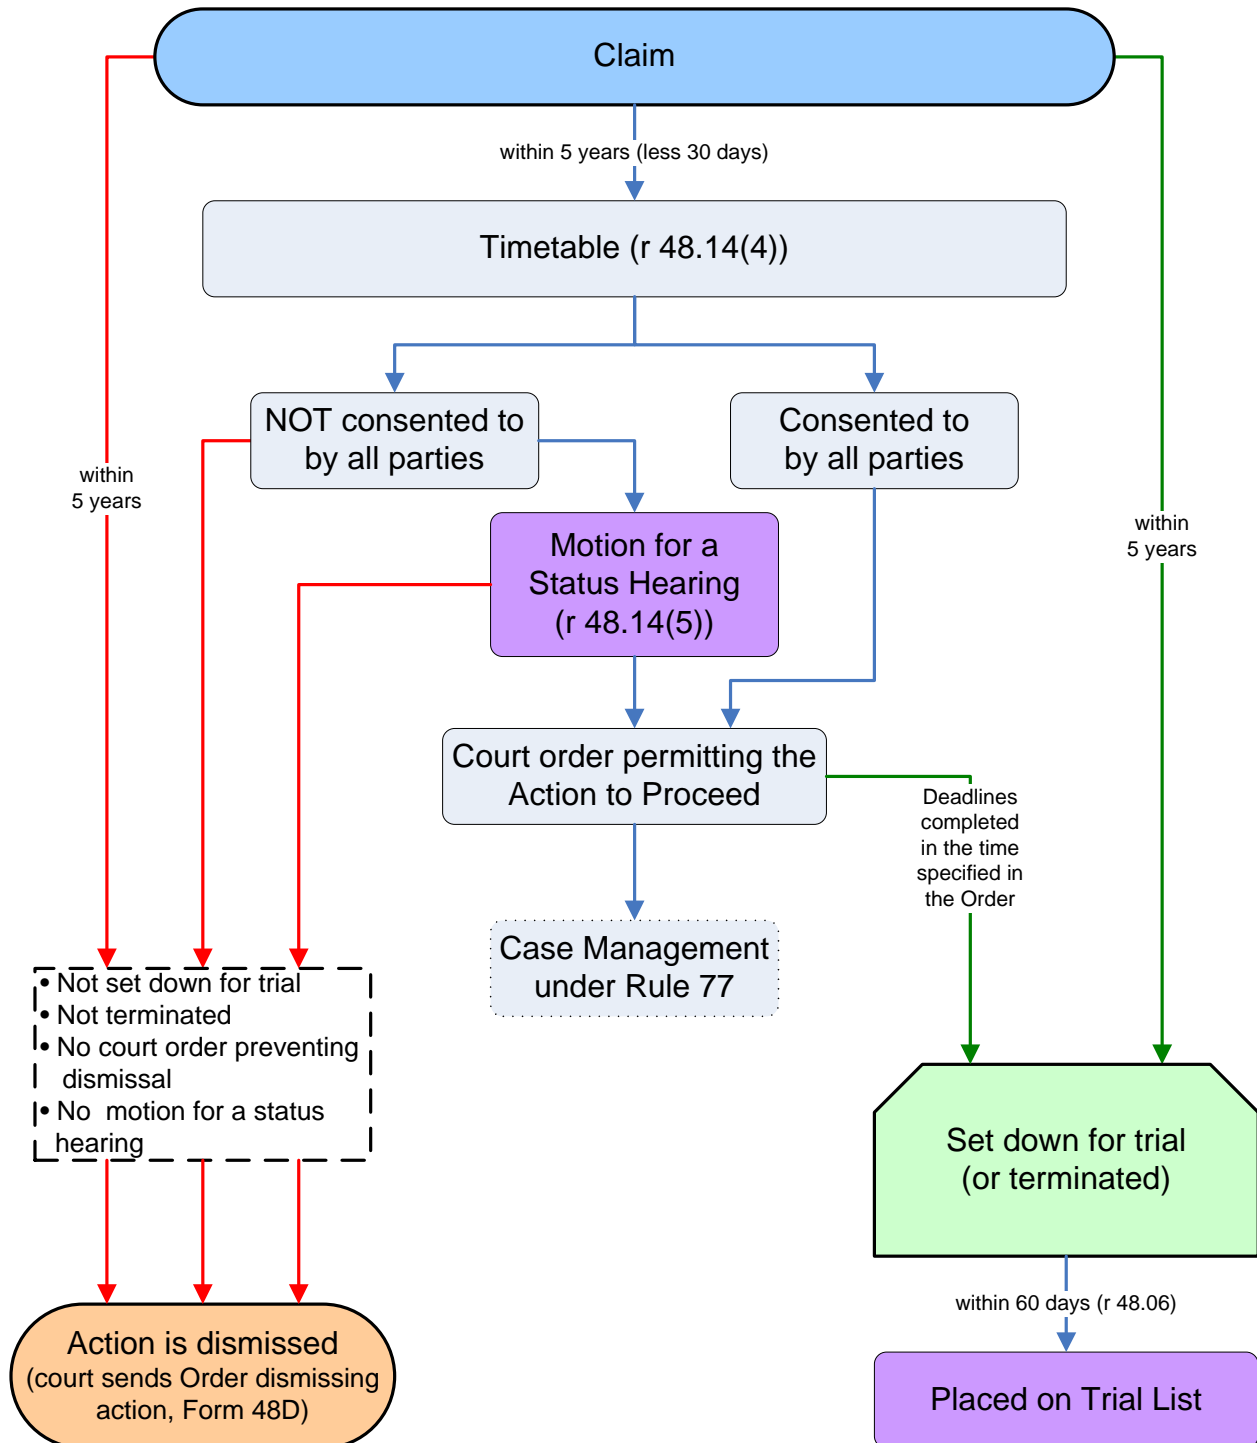 Claim
within 5 years (less 30 days)
Timetable (r 48.14(4))
NOT consented to
by all parties
Consented to
by all parties
within
5 years
Motion for a
Status Hearing
(r 48.14(5))
within
5 years
Court order permitting the
Action to Proceed
Deadlines
completed
in the time
specified in
the Order
Case Management
under Rule 77
• Not set down for trial
• Not terminated
• No court order preventing
dismissal
• No motion for a status
hearing
Set down for trial
(or terminated)
within 60 days (r 48.06)
Action is dismissed
(court sends Order dismissing
action, Form 48D)
Placed on Trial List